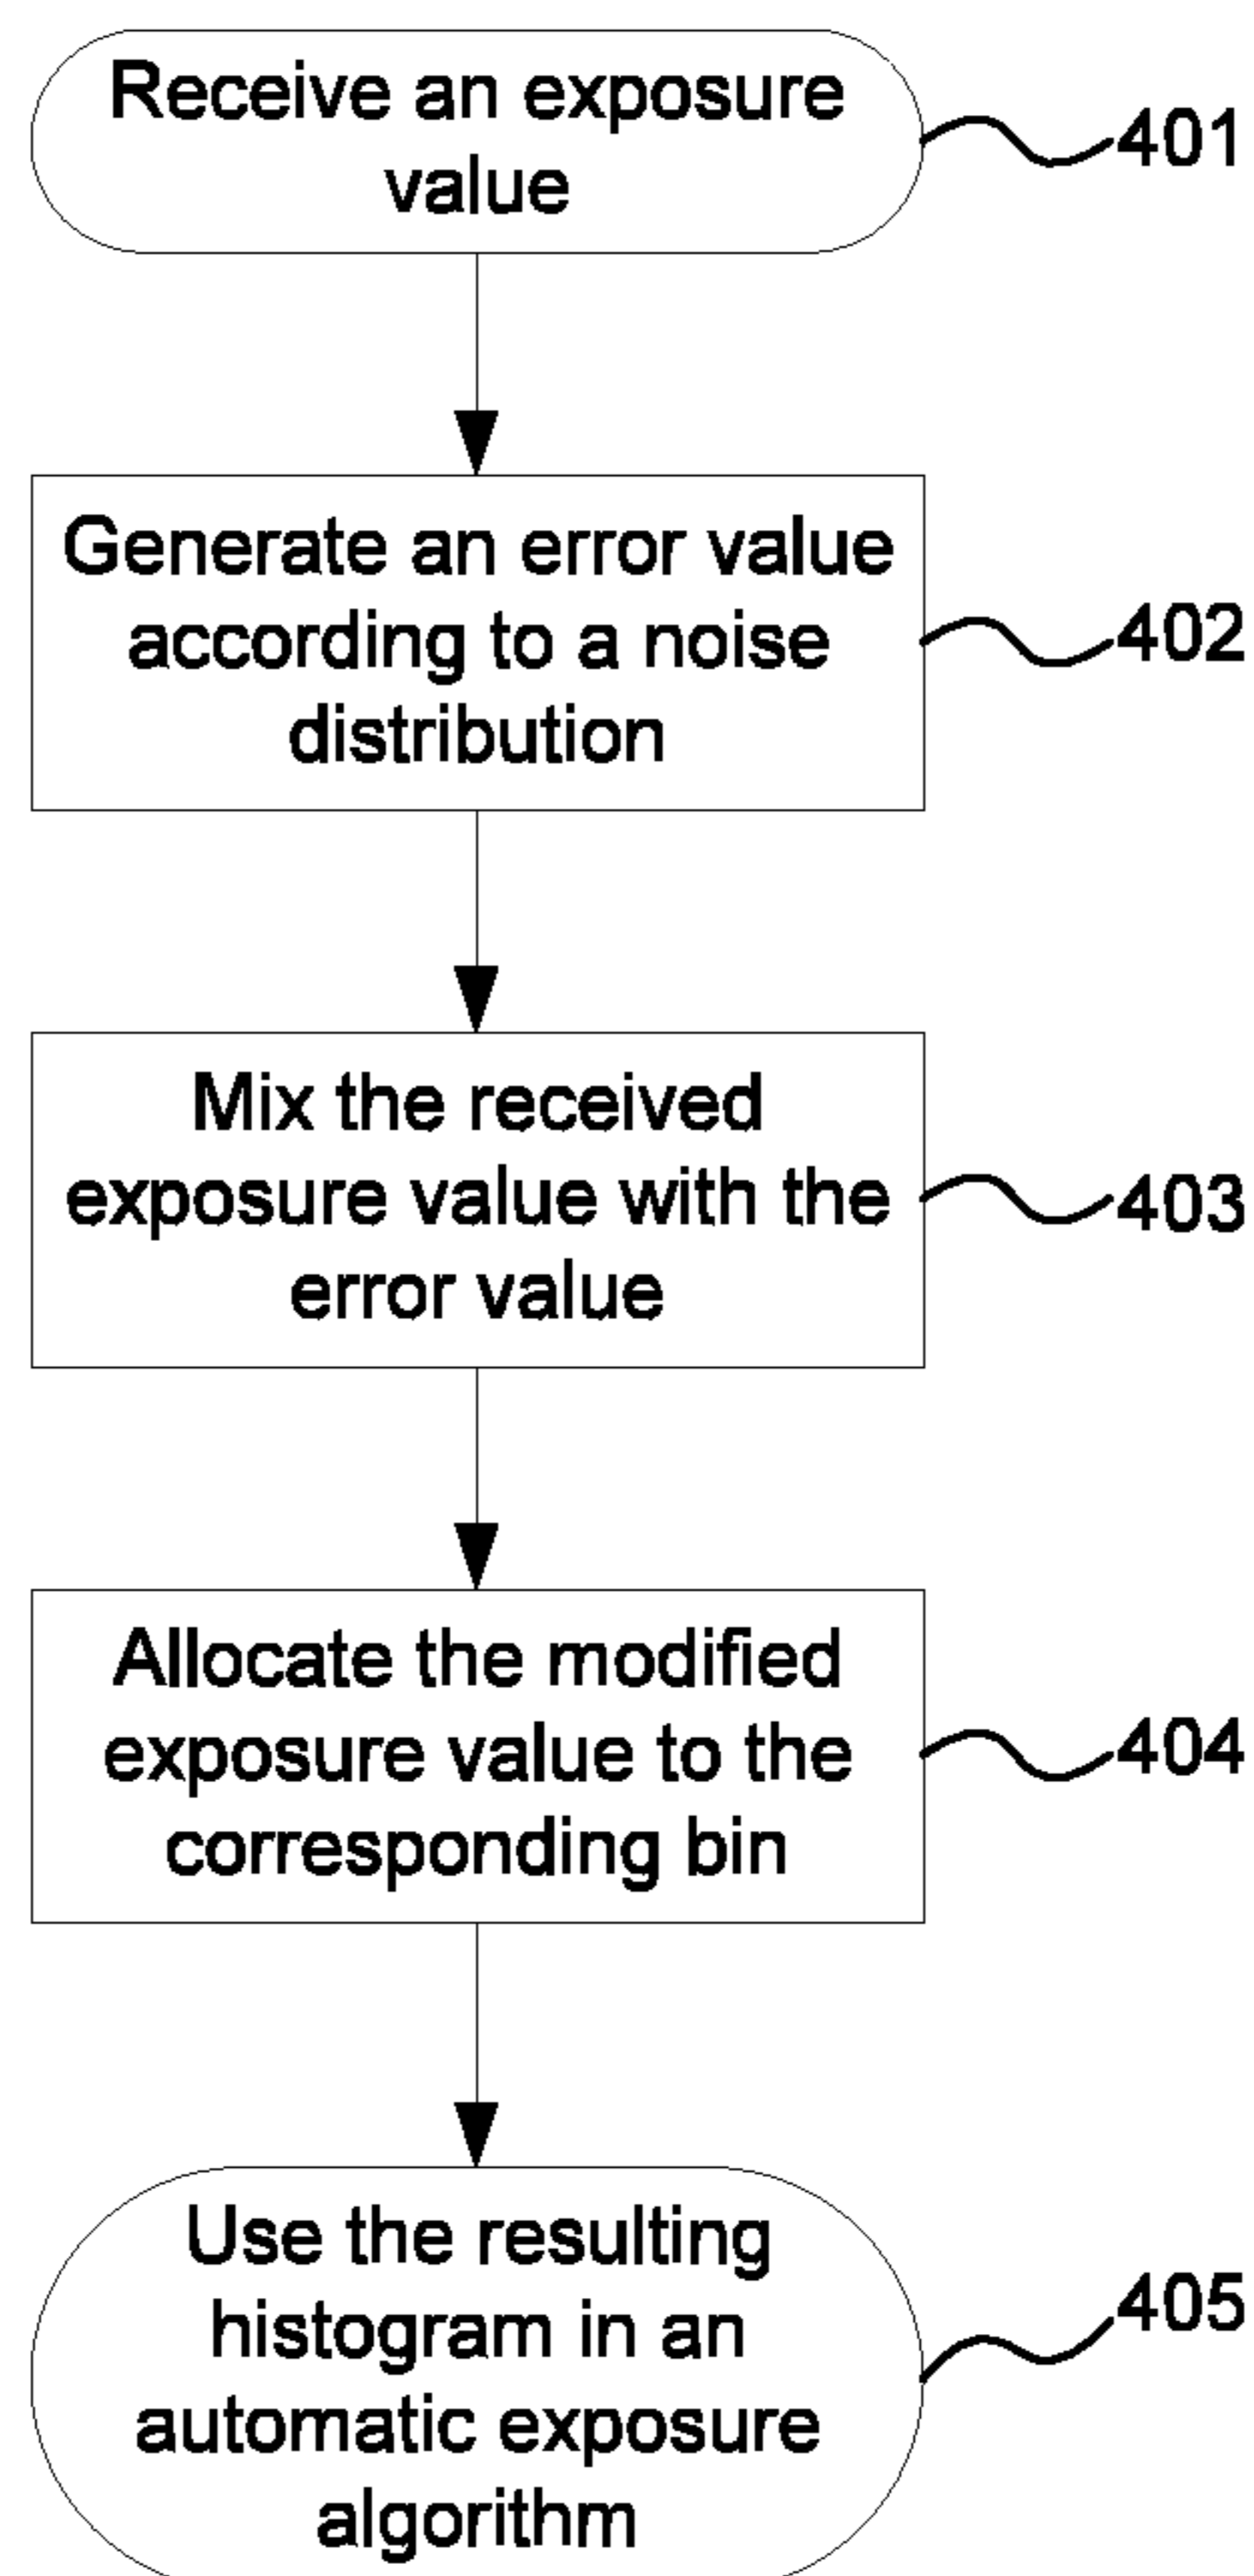 Receive an exposure
value
401
Generate an error value
according to a noise
distribution
402
Mix the received
exposure value with the
error value
403
Allocate the modified
exposure value to the
corresponding bin
404
Use the resulting
histogram in an
automatic exposure
algorithm
405